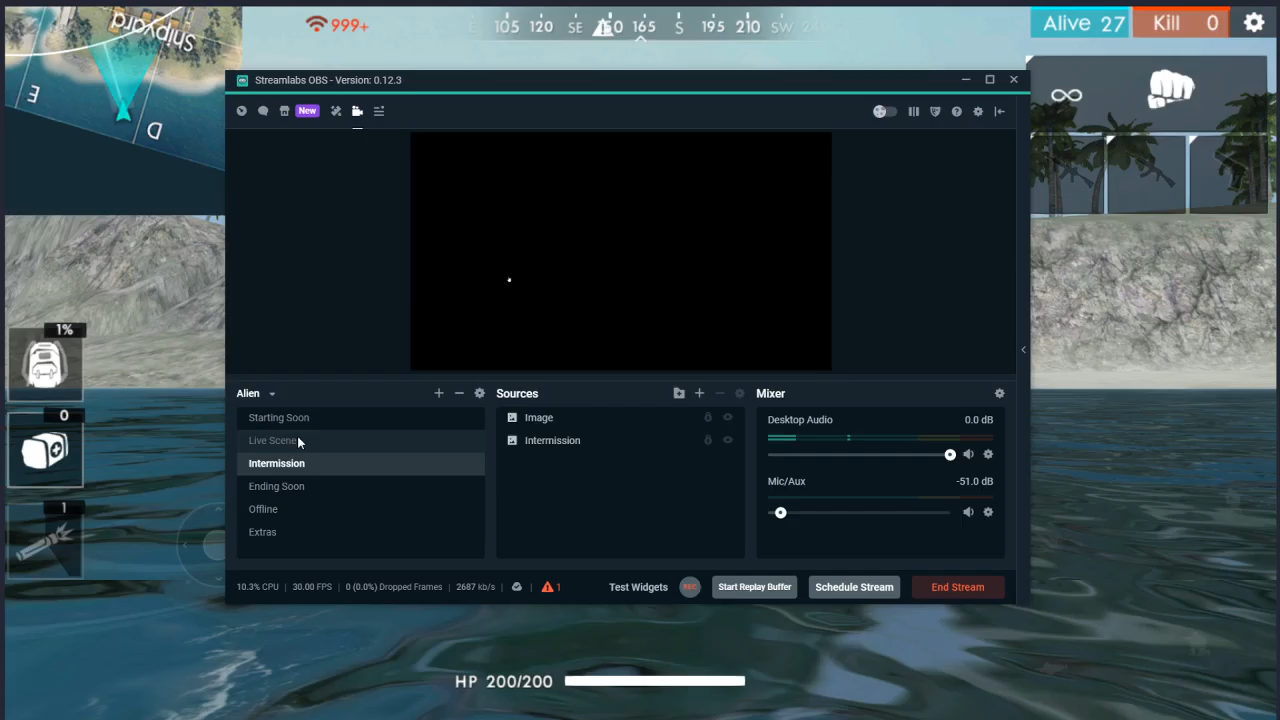 Shipyard
E
D
999+
105 120 SE 150 165 S 195 210 SW 24
Alive 27 Kill 0
Streamlabs OBS - Version: 0.12.3
New
1%
0
1
Alien
Starting Soon
Live Scene
Intermission
Ending Soon
Offline
Extras
Sources
Image
Intermission
Mixer
Desktop Audio 0.0 dB
Mic/Aux -51.0 dB
10.3% CPU | 30.00 FPS | 0 (0.0%) Dropped Frames | 2687 kb/s | 1
Test Widgets REC Start Replay Buffer Schedule Stream End Stream
HP 200/200